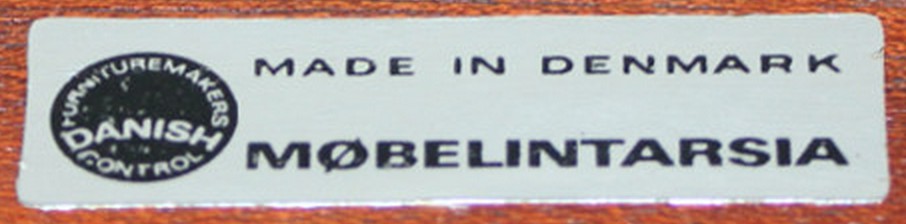 FURNITUREMAKERS
DANISH
CONTROL
MADE IN DENMARK
MØBELINTARSIA